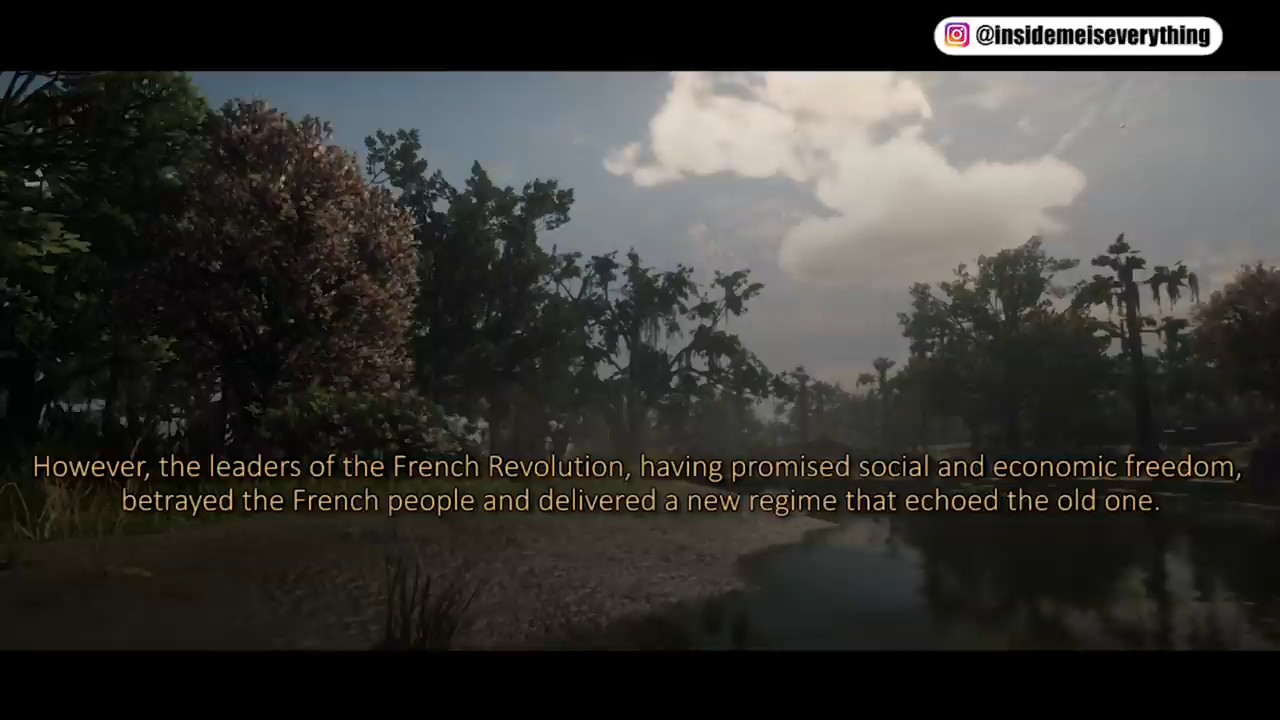 @insidemeiseverything
However, the leaders of the French Revolution, having promised social and economic freedom,
betrayed the French people and delivered a new regime that echoed the old one.